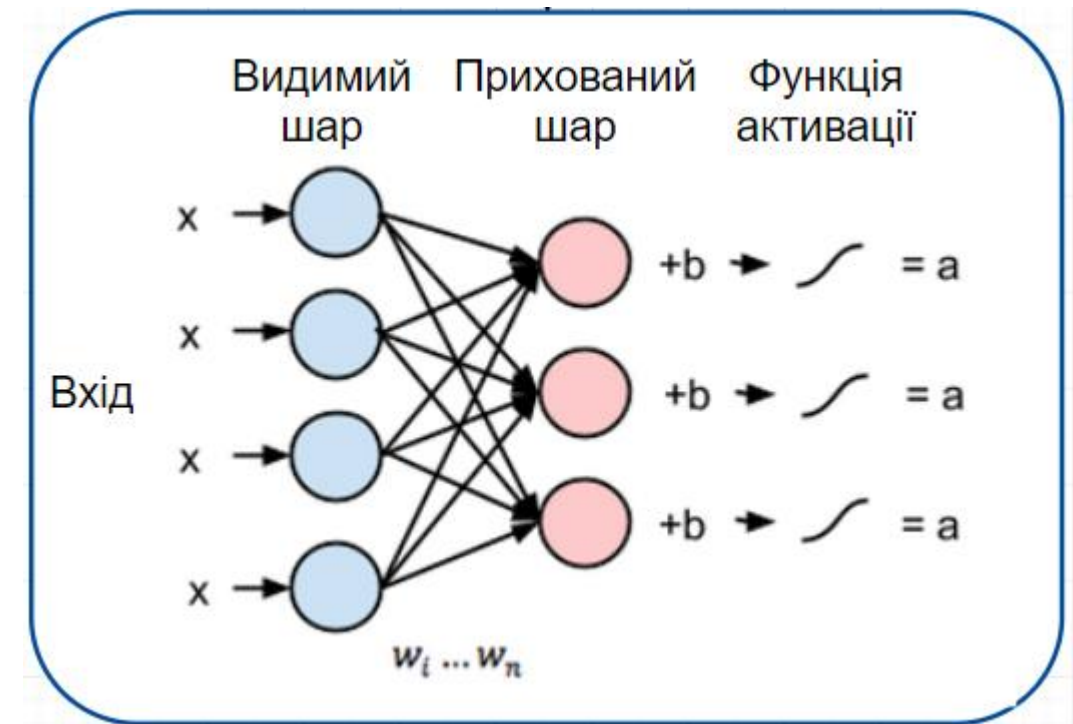 Видимий шар
Прихований шар
Функція активації
x
+b
= a
x
Вхід
+b
= a
x
+b
= a
x
wᵢ ... wₙ